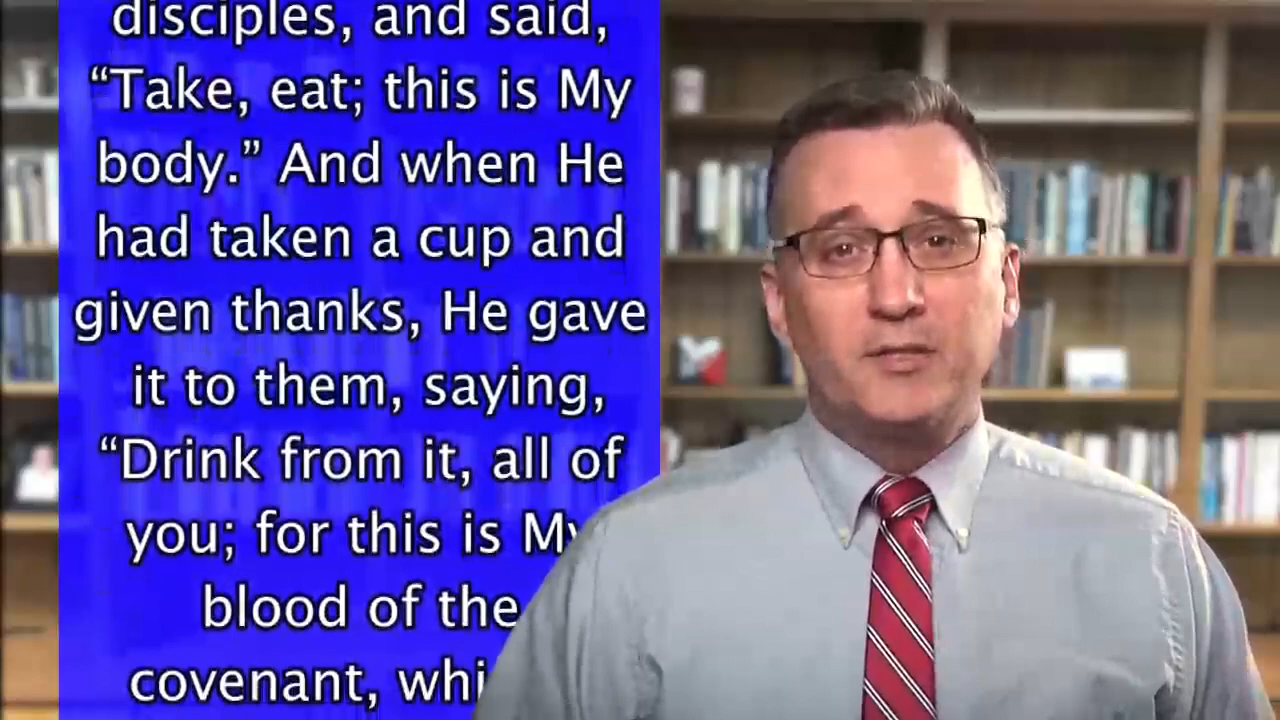 disciples, and said,
“Take, eat; this is My
body.” And when He
had taken a cup and
given thanks, He gave
it to them, saying,
“Drink from it, all of
you; for this is My
blood of the
covenant,